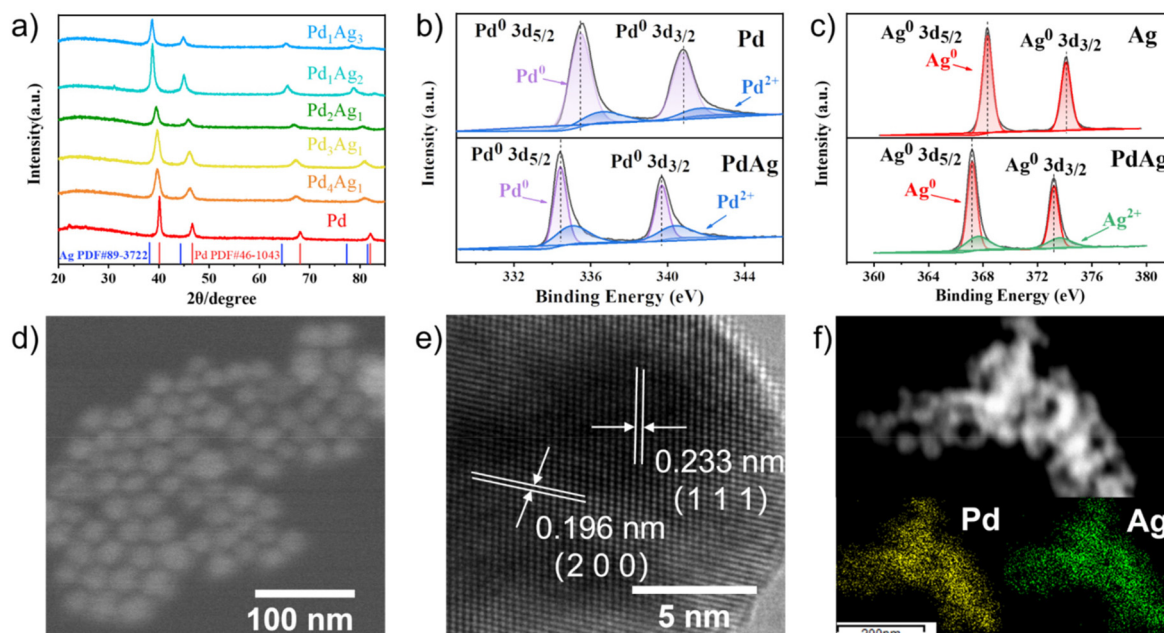 a)
Intensity(a.u.)
Pd₁Ag₃
Pd₁Ag₂
Pd₂Ag₁
Pd₃Ag₁
Pd₄Ag₁
Pd
Ag PDF#89-3722
Pd PDF#46-1043
20 30 40 50 60 70 80
2θ/degree
b)
Intensity (a.u.)
Pd⁰ 3d₅/₂ Pd⁰ 3d₃/₂ Pd
Pd⁰
Pd²⁺
Pd⁰ 3d₅/₂ Pd⁰ 3d₃/₂ PdAg
Pd⁰
Pd²⁺
332 336 340 344
Binding Energy (eV)
c)
Intensity (a.u.)
Ag⁰ 3d₅/₂ Ag⁰ 3d₃/₂ Ag
Ag⁰
Ag⁰
Ag⁰ 3d₅/₂ Ag⁰ 3d₃/₂ PdAg
Ag⁰
Ag²⁺
360 364 368 372 376 380
Binding Energy (eV)
d)
100 nm
e)
0.233 nm
(1 1 1)
0.196 nm
(2 0 0)
5 nm
f)
Pd
Ag